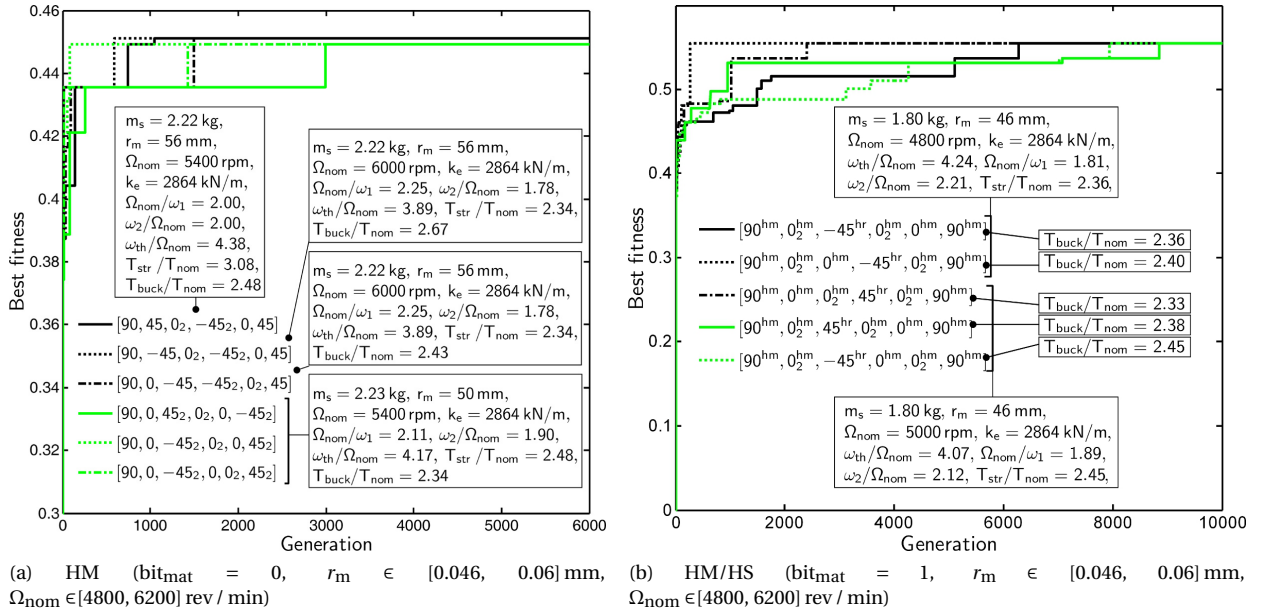 0.46
0.44
0.42
0.4
0.38
0.36
0.34
0.32
0.3
Best fitness
0
1000
2000
3000
4000
5000
6000
Generation
m_s = 2.22 kg,
r_m = 56 mm,
Ω_nom = 5400 rpm,
k_e = 2864 kN/m,
Ω_nom/ω_1 = 2.00,
ω_2/Ω_nom = 2.00,
ω_th/Ω_nom = 4.38,
T_str /T_nom = 3.08,
T_buck/T_nom = 2.48
m_s = 2.22 kg, r_m = 56 mm,
Ω_nom = 6000 rpm, k_e = 2864 kN/m,
Ω_nom/ω_1 = 2.25, ω_2/Ω_nom = 1.78,
ω_th/Ω_nom = 3.89, T_str /T_nom = 2.34,
T_buck/T_nom = 2.67
m_s = 2.22 kg, r_m = 56 mm,
Ω_nom = 6000 rpm, k_e = 2864 kN/m,
Ω_nom/ω_1 = 2.25, ω_2/Ω_nom = 1.78,
ω_th/Ω_nom = 3.89, T_str /T_nom = 2.34,
T_buck/T_nom = 2.43
m_s = 2.23 kg, r_m = 50 mm,
Ω_nom = 5400 rpm, k_e = 2864 kN/m,
Ω_nom/ω_1 = 2.11, ω_2/Ω_nom = 1.90,
ω_th/Ω_nom = 4.17, T_str /T_nom = 2.48,
T_buck/T_nom = 2.34
[90, 45, 0_2, −45_2, 0, 45]
[90, −45, 0_2, −45_2, 0, 45]
[90, 0, −45, −45_2, 0_2, 45]
[90, 0, 45_2, 0_2, 0, −45_2]
[90, 0, −45_2, 0_2, 0, 45_2]
[90, 0, −45_2, 0, 0_2, 45_2]
(a) HM (bit_mat = 0, r_m ∈ [0.046, 0.06] mm,
Ω_nom ∈[4800, 6200] rev / min)
0.5
0.4
0.3
0.2
0.1
0
Best fitness
0
2000
4000
6000
8000
10000
Generation
m_s = 1.80 kg, r_m = 46 mm,
Ω_nom = 4800 rpm, k_e = 2864 kN/m,
ω_th/Ω_nom = 4.24, Ω_nom/ω_1 = 1.81,
ω_2/Ω_nom = 2.21, T_str/T_nom = 2.36,
[90^hm, 0_2^hm, −45^hr, 0_2^hm, 0^hm, 90^hm]
T_buck/T_nom = 2.36
[90^hm, 0_2^hm, 0^hm, −45^hr, 0_2^hm, 90^hm]
T_buck/T_nom = 2.40
[90^hm, 0^hm, 0_2^hm, 45^hr, 0_2^hm, 90^hm]
T_buck/T_nom = 2.33
[90^hm, 0_2^hm, 45^hr, 0_2^hm, 0^hm, 90^hm]
T_buck/T_nom = 2.38
[90^hm, 0_2^hm, −45^hr, 0^hm, 0_2^hm, 90^hm]
T_buck/T_nom = 2.45
m_s = 1.80 kg, r_m = 46 mm,
Ω_nom = 5000 rpm, k_e = 2864 kN/m,
ω_th/Ω_nom = 4.07, Ω_nom/ω_1 = 1.89,
ω_2/Ω_nom = 2.12, T_str/T_nom = 2.45,
(b) HM/HS (bit_mat = 1, r_m ∈ [0.046, 0.06] mm,
Ω_nom ∈[4800, 6200] rev / min)